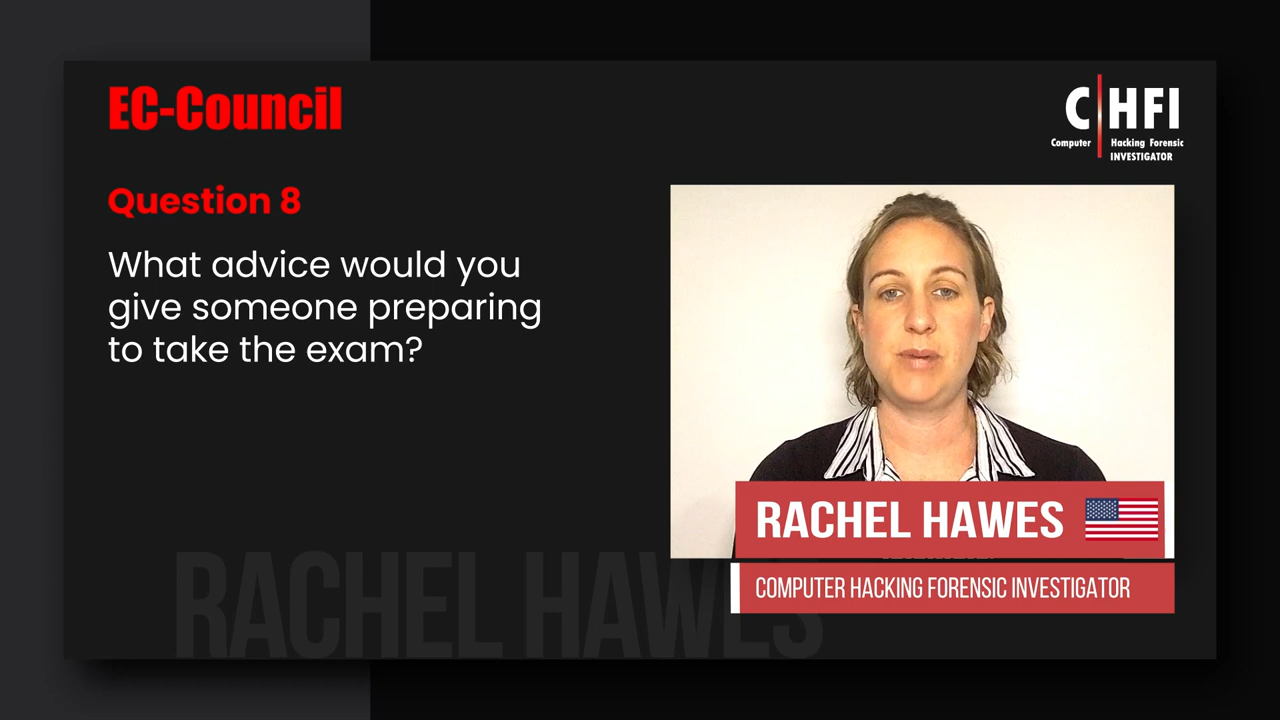 EC-Council
C HFI
Computer Hacking Forensic
INVESTIGATOR
Question 8
What advice would you
give someone preparing
to take the exam?
RACHEL HAWES
COMPUTER HACKING FORENSIC INVESTIGATOR
RACHEL HAWES